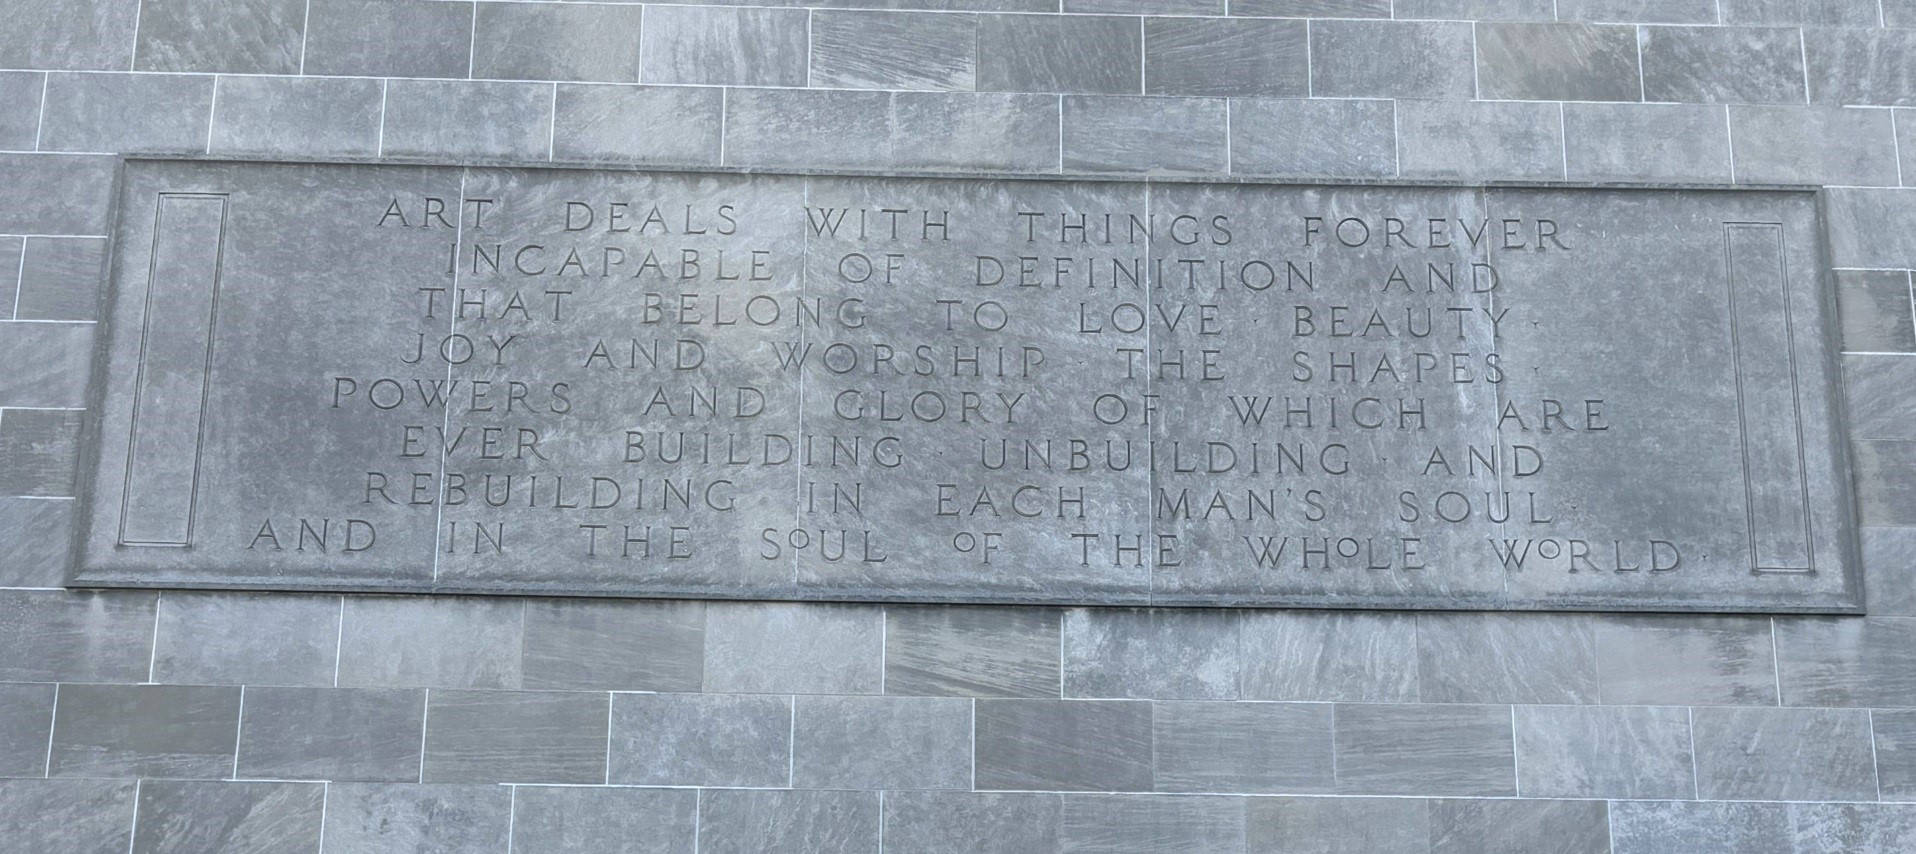 ART DEALS WITH THINGS FOREVER
INCAPABLE OF DEFINITION AND
THAT BELONG TO LOVE · BEAUTY ·
JOY AND WORSHIP · THE SHAPES ·
POWERS AND GLORY OF WHICH ARE
EVER BUILDING · UNBUILDING · AND
REBUILDING IN EACH MAN'S SOUL ·
AND IN THE SOUL OF THE WHOLE WORLD ·